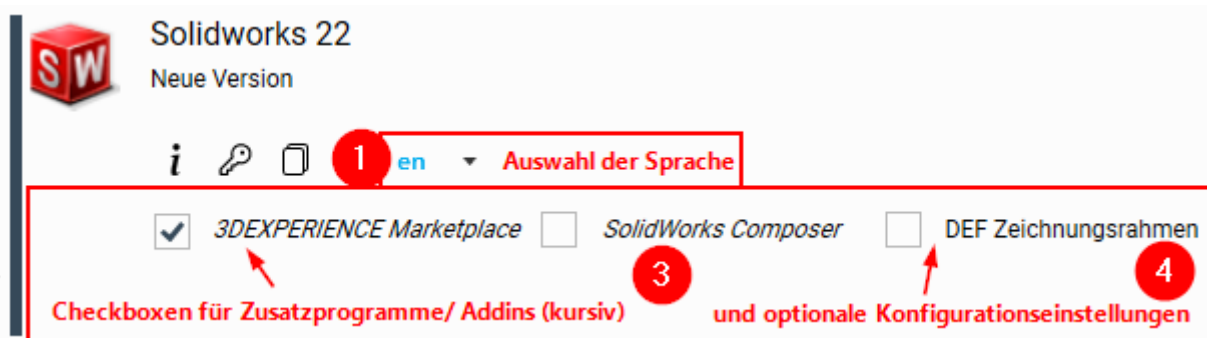 Solidworks 22
SW
Neue Version
i 1 en Auswahl der Sprache
3DEXPERIENCE Marketplace SolidWorks Composer DEF Zeichnungsrahmen
3 4
Checkboxen für Zusatzprogramme/ Addins (kursiv) und optionale Konfigurationseinstellungen